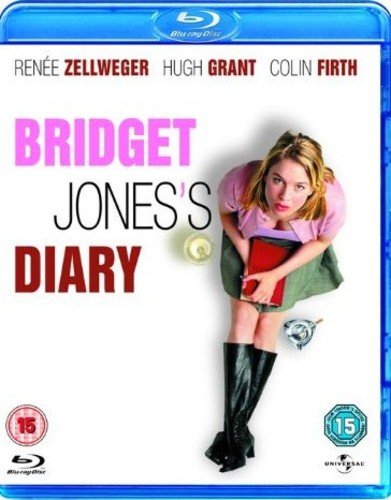 Blu-ray Disc
RENÉE ZELLWEGER HUGH GRANT COLIN FIRTH
BRIDGET
JONES'S
DIARY
15
15
Blu-ray Disc
UNIVERSAL